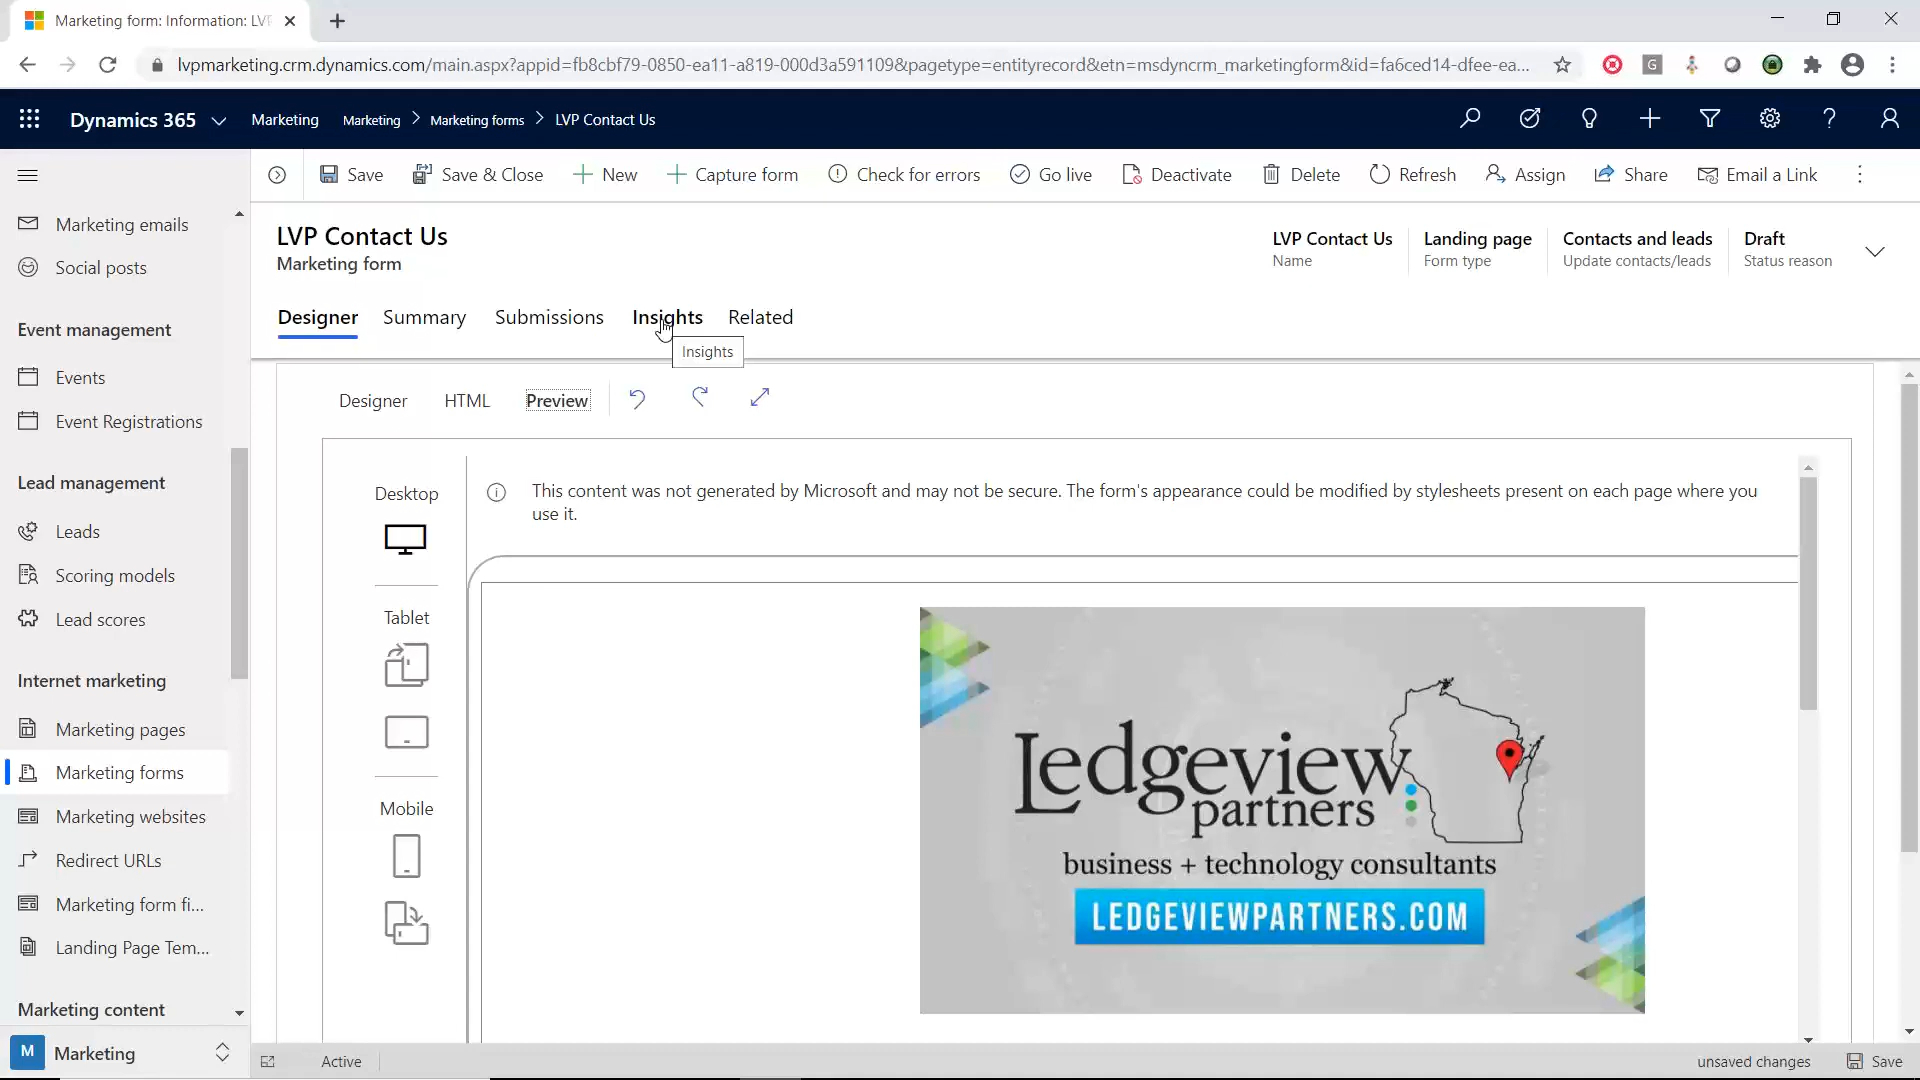 Marketing form: Information: LVP
lvpmarketing.crm.dynamics.com/main.aspx?appid=fb8cbf79-0850-ea11-a819-000d3a591109&pagetype=entityrecord&etn=msdyncrm_marketingform&id=fa6ced14-dfee-ea...
G
Dynamics 365 Marketing Marketing > Marketing forms > LVP Contact Us
Save Save & Close New Capture form Check for errors Go live Deactivate Delete Refresh Assign Share Email a Link
Marketing emails
Social posts
Event management
Events
Event Registrations
Lead management
Leads
Scoring models
Lead scores
Internet marketing
Marketing pages
Marketing forms
Marketing websites
Redirect URLs
Marketing form fi...
Landing Page Tem...
Marketing content
M Marketing
LVP Contact Us
Marketing form
LVP Contact Us
Name
Landing page
Form type
Contacts and leads
Update contacts/leads
Draft
Status reason
Designer Summary Submissions Insights Related
Insights
Designer HTML Preview
Desktop
Tablet
Mobile
This content was not generated by Microsoft and may not be secure. The form's appearance could be modified by stylesheets present on each page where you
use it.
Ledgeview
partners
business + technology consultants
LEDGEVIEWPARTNERS.COM
Active
unsaved changes
Save